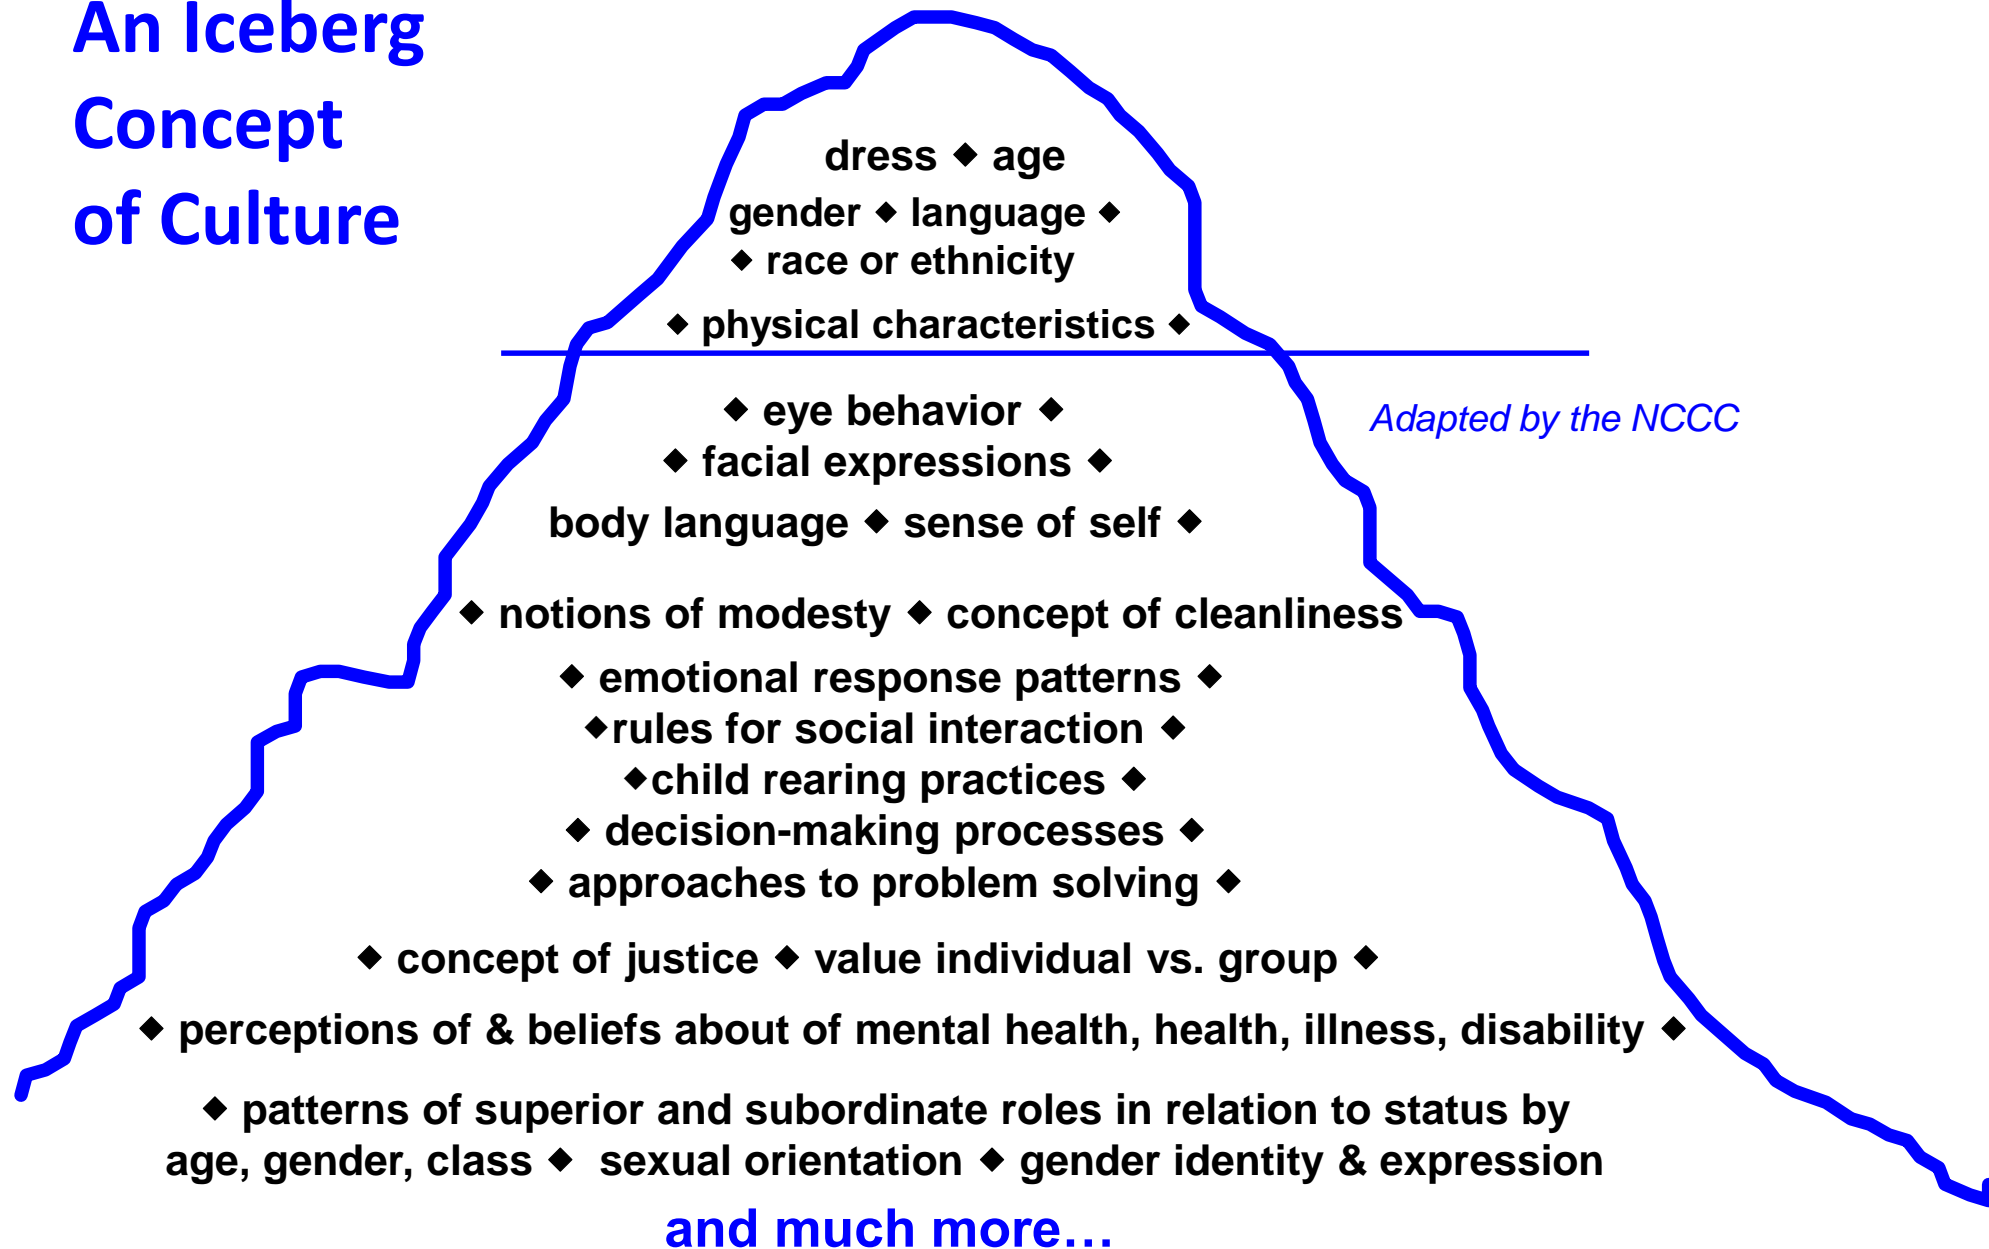 An Iceberg
Concept
of Culture
dress ◆ age
gender ◆ language ◆
◆ race or ethnicity
◆ physical characteristics ◆
◆ eye behavior ◆
Adapted by the NCCC
◆ facial expressions ◆
body language ◆ sense of self ◆
◆ notions of modesty ◆ concept of cleanliness
◆ emotional response patterns ◆
◆rules for social interaction ◆
◆child rearing practices ◆
◆ decision-making processes ◆
◆ approaches to problem solving ◆
◆ concept of justice ◆ value individual vs. group ◆
◆ perceptions of & beliefs about of mental health, health, illness, disability ◆
◆ patterns of superior and subordinate roles in relation to status by
age, gender, class ◆ sexual orientation ◆ gender identity & expression
and much more…